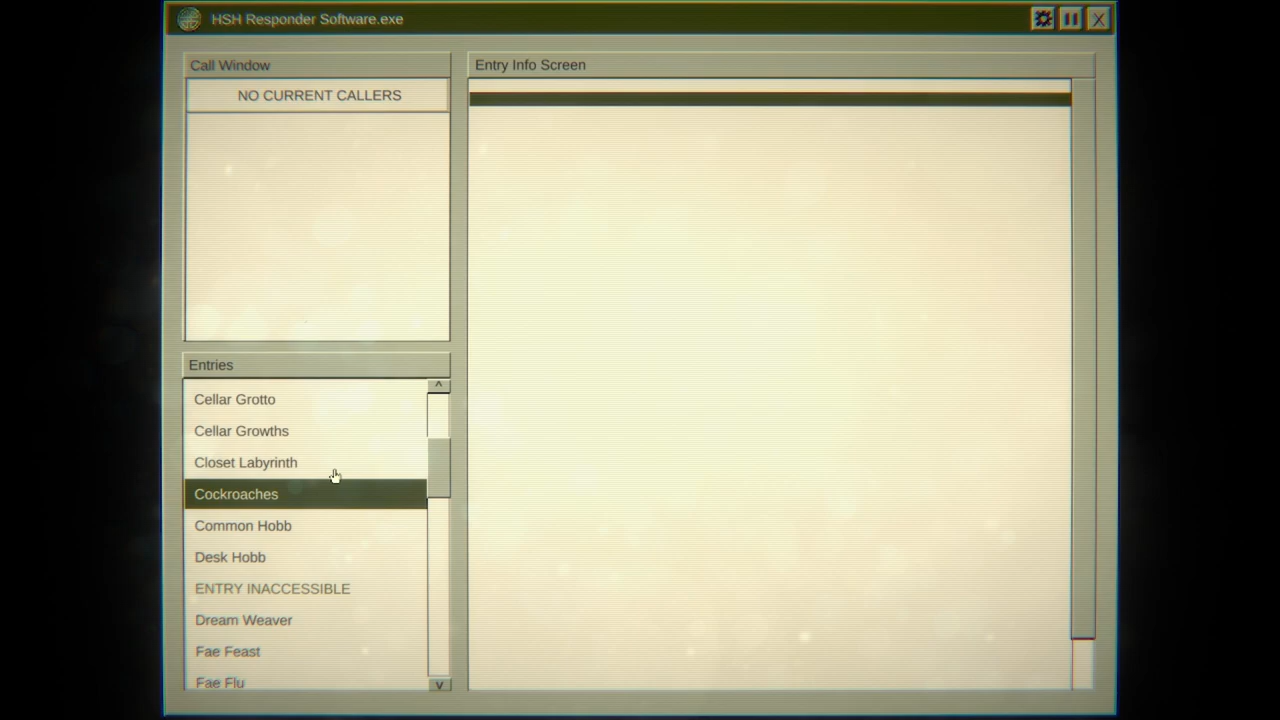 HSH Responder Software.exe
X
Call Window
NO CURRENT CALLERS
Entry Info Screen
Entries
Cellar Grotto
Cellar Growths
Closet Labyrinth
Cockroaches
Common Hobb
Desk Hobb
ENTRY INACCESSIBLE
Dream Weaver
Fae Feast
Fae Flu